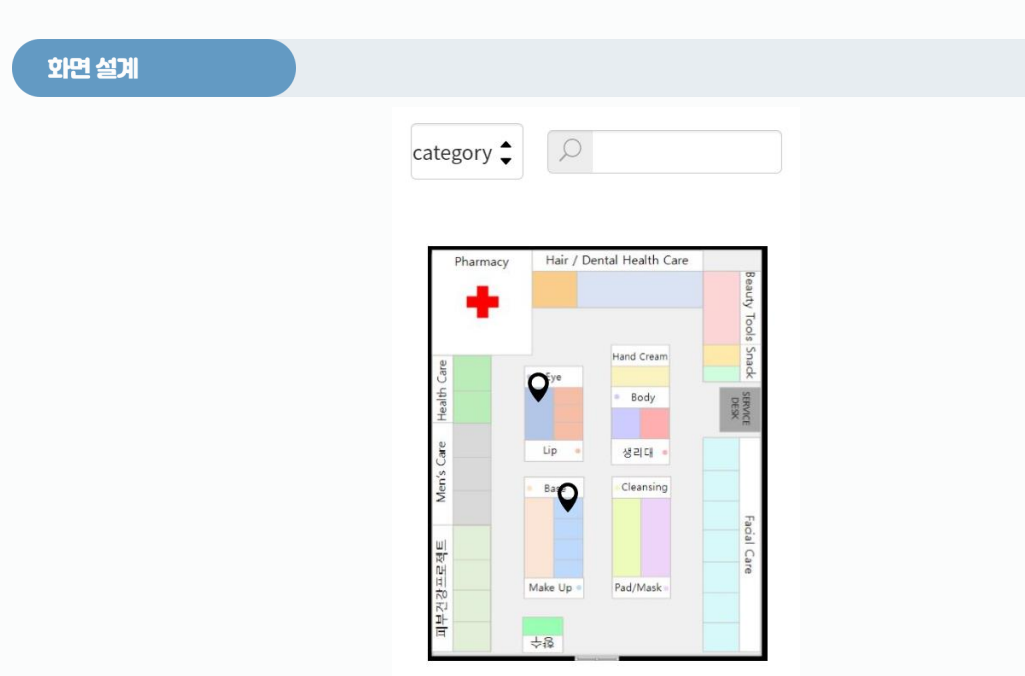 화면 설계
category
Pharmacy
Hair / Dental Health Care
Beauty Tools
Snack
Hand Cream
Health Care
Eye
Body
SERVICE
DESK
Lip
생리대
Men's Care
Base
Cleansing
Facial Care
피부건강프로젝트
Make Up
Pad/Mask